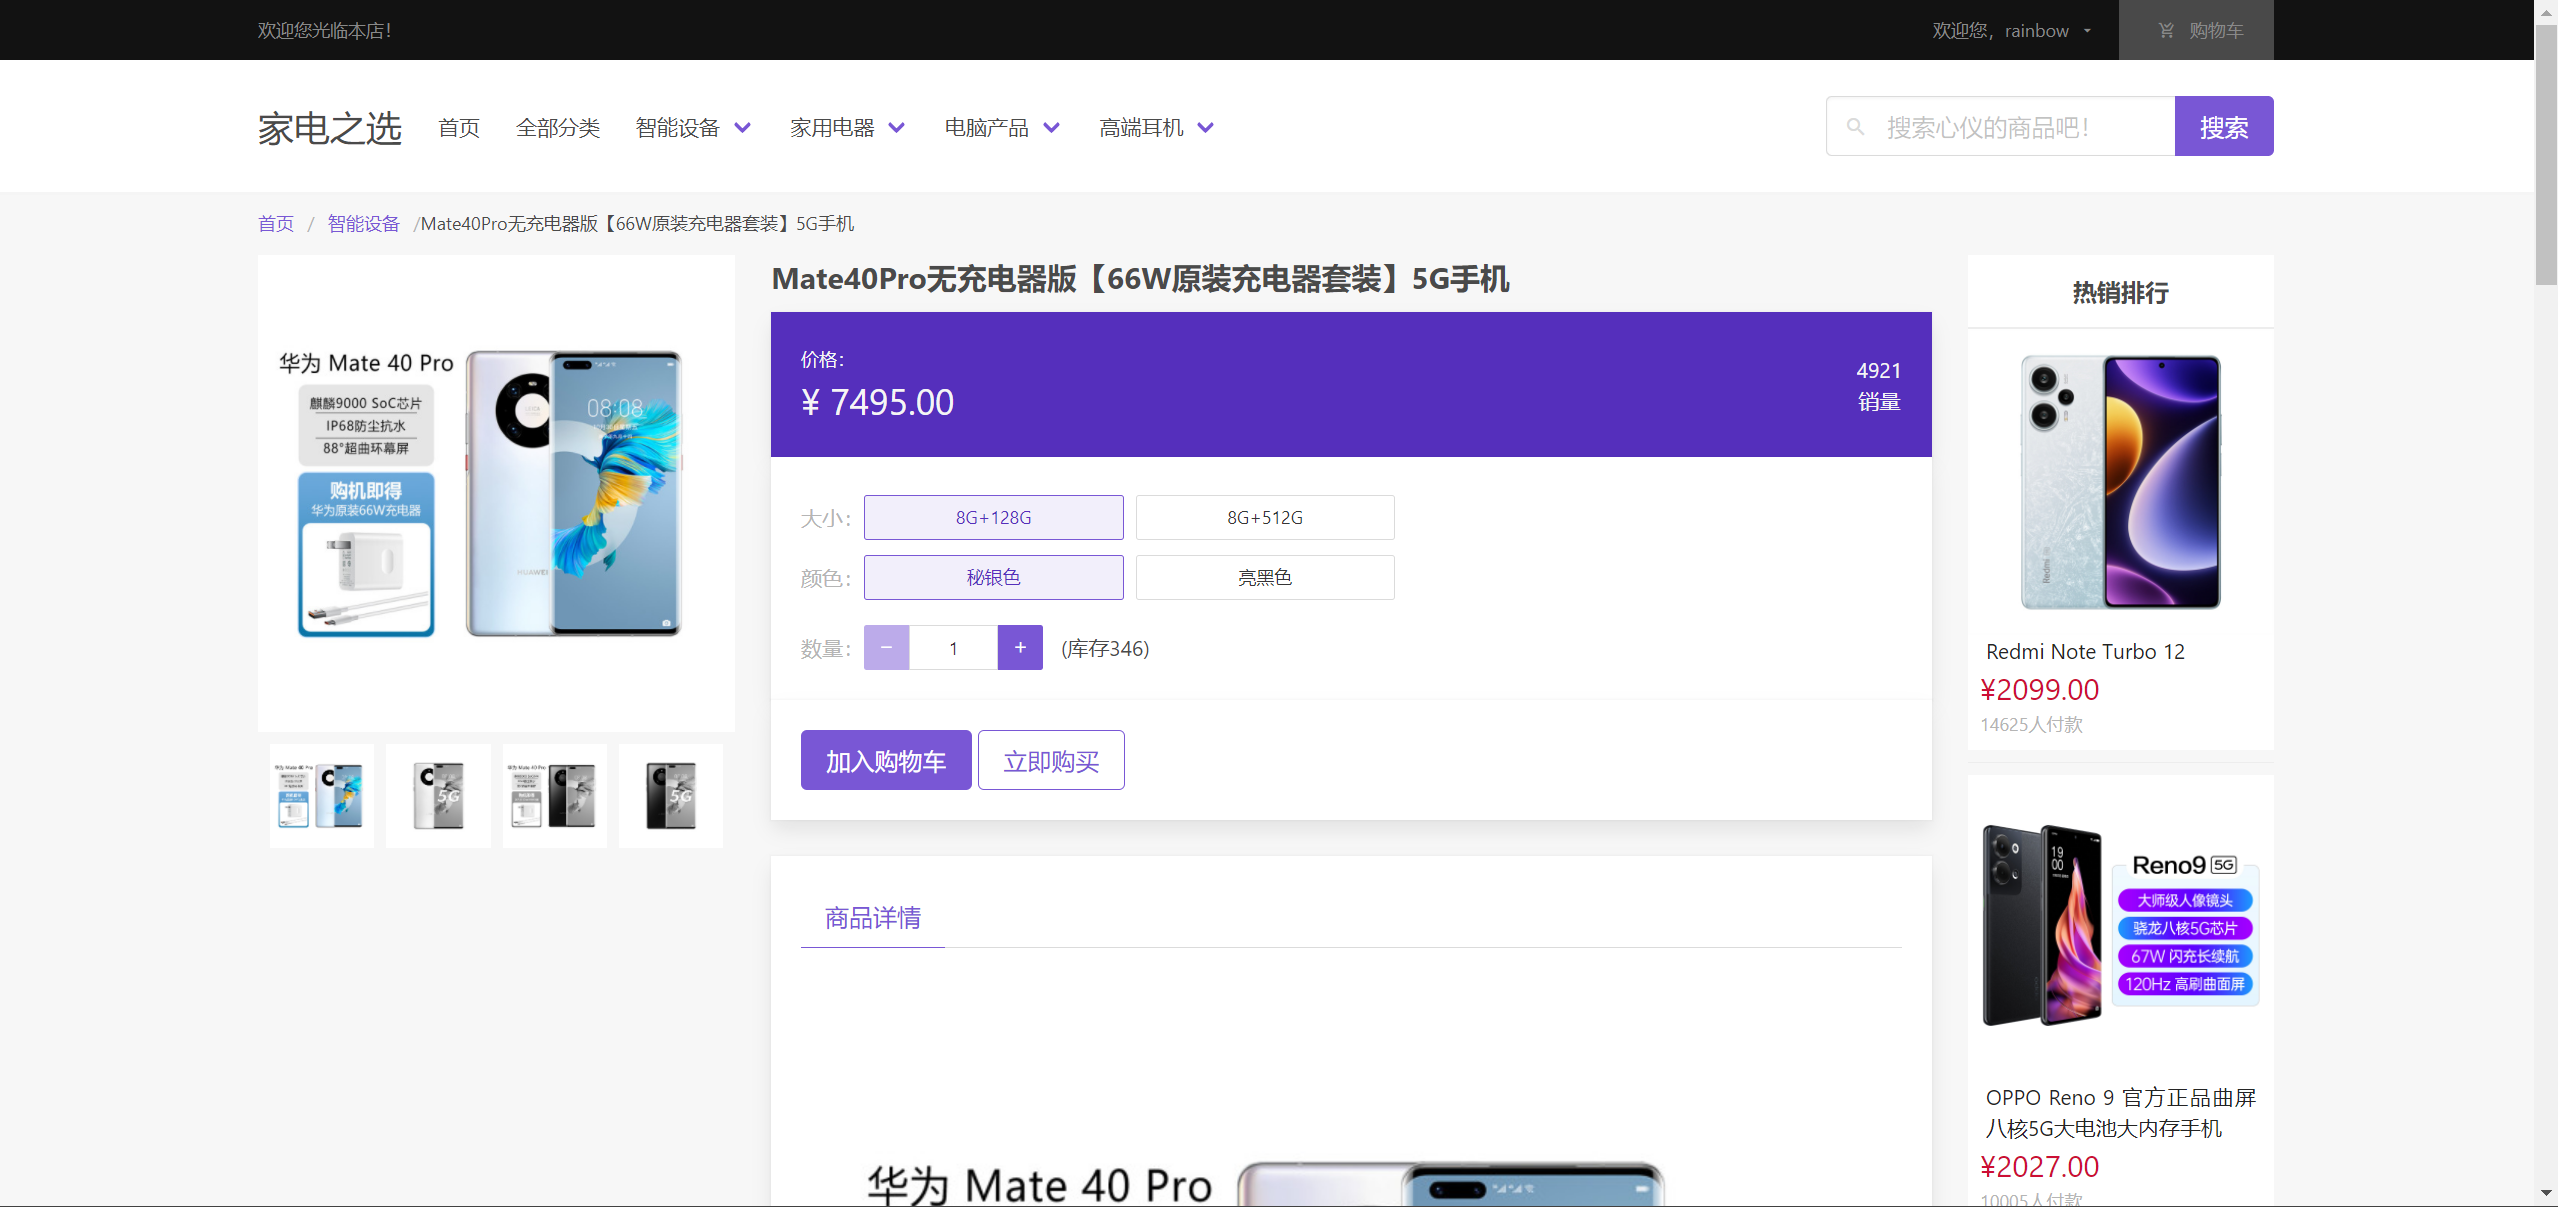 欢迎您光临本店！
欢迎您，rainbow
购物车
家电之选
首页
全部分类
智能设备
家用电器
电脑产品
高端耳机
搜索心仪的商品吧！
搜索
首页 / 智能设备 /Mate40Pro无充电器版【66W原装充电器套装】5G手机
华为 Mate 40 Pro
麒麟9000 SoC芯片
IP68防尘抗水
88°超曲环幕屏
购机即得
华为原装66W充电器
08:08
HUAWEI
5G
5G
Mate40Pro无充电器版【66W原装充电器套装】5G手机
价格：
¥ 7495.00
4921
销量
大小：
8G+128G
8G+512G
颜色：
秘银色
亮黑色
数量：
−
1
+
(库存346)
加入购物车
立即购买
商品详情
华为 Mate 40 Pro
热销排行
Redmi
Redmi Note Turbo 12
¥2099.00
14625人付款
19
00
Reno9 5G
大师级人像镜头
骁龙八核5G芯片
67W 闪充长续航
120Hz 高刷曲面屏
OPPO Reno 9 官方正品曲屏
八核5G大电池大内存手机
¥2027.00
10005人付款